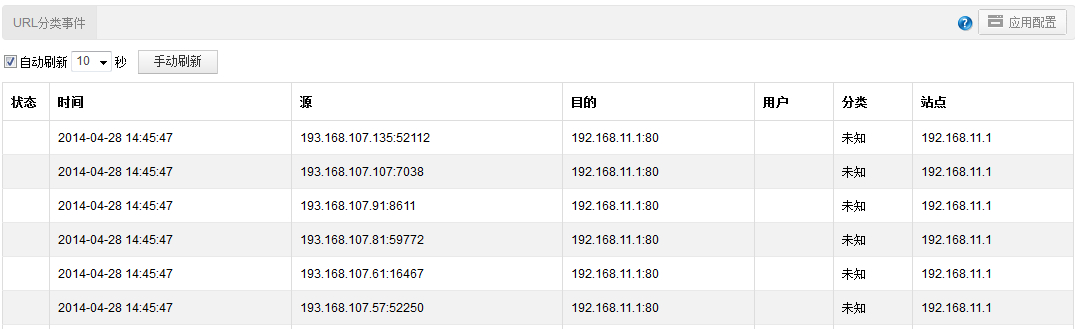 URL分类事件 应用配置
自动刷新 10 秒 手动刷新
状态 时间 源 目的 用户 分类 站点
2014-04-28 14:45:47 193.168.107.135:52112 192.168.11.1:80 未知 192.168.11.1
2014-04-28 14:45:47 193.168.107.107:7038 192.168.11.1:80 未知 192.168.11.1
2014-04-28 14:45:47 193.168.107.91:8611 192.168.11.1:80 未知 192.168.11.1
2014-04-28 14:45:47 193.168.107.81:59772 192.168.11.1:80 未知 192.168.11.1
2014-04-28 14:45:47 193.168.107.61:16467 192.168.11.1:80 未知 192.168.11.1
2014-04-28 14:45:47 193.168.107.57:52250 192.168.11.1:80 未知 192.168.11.1